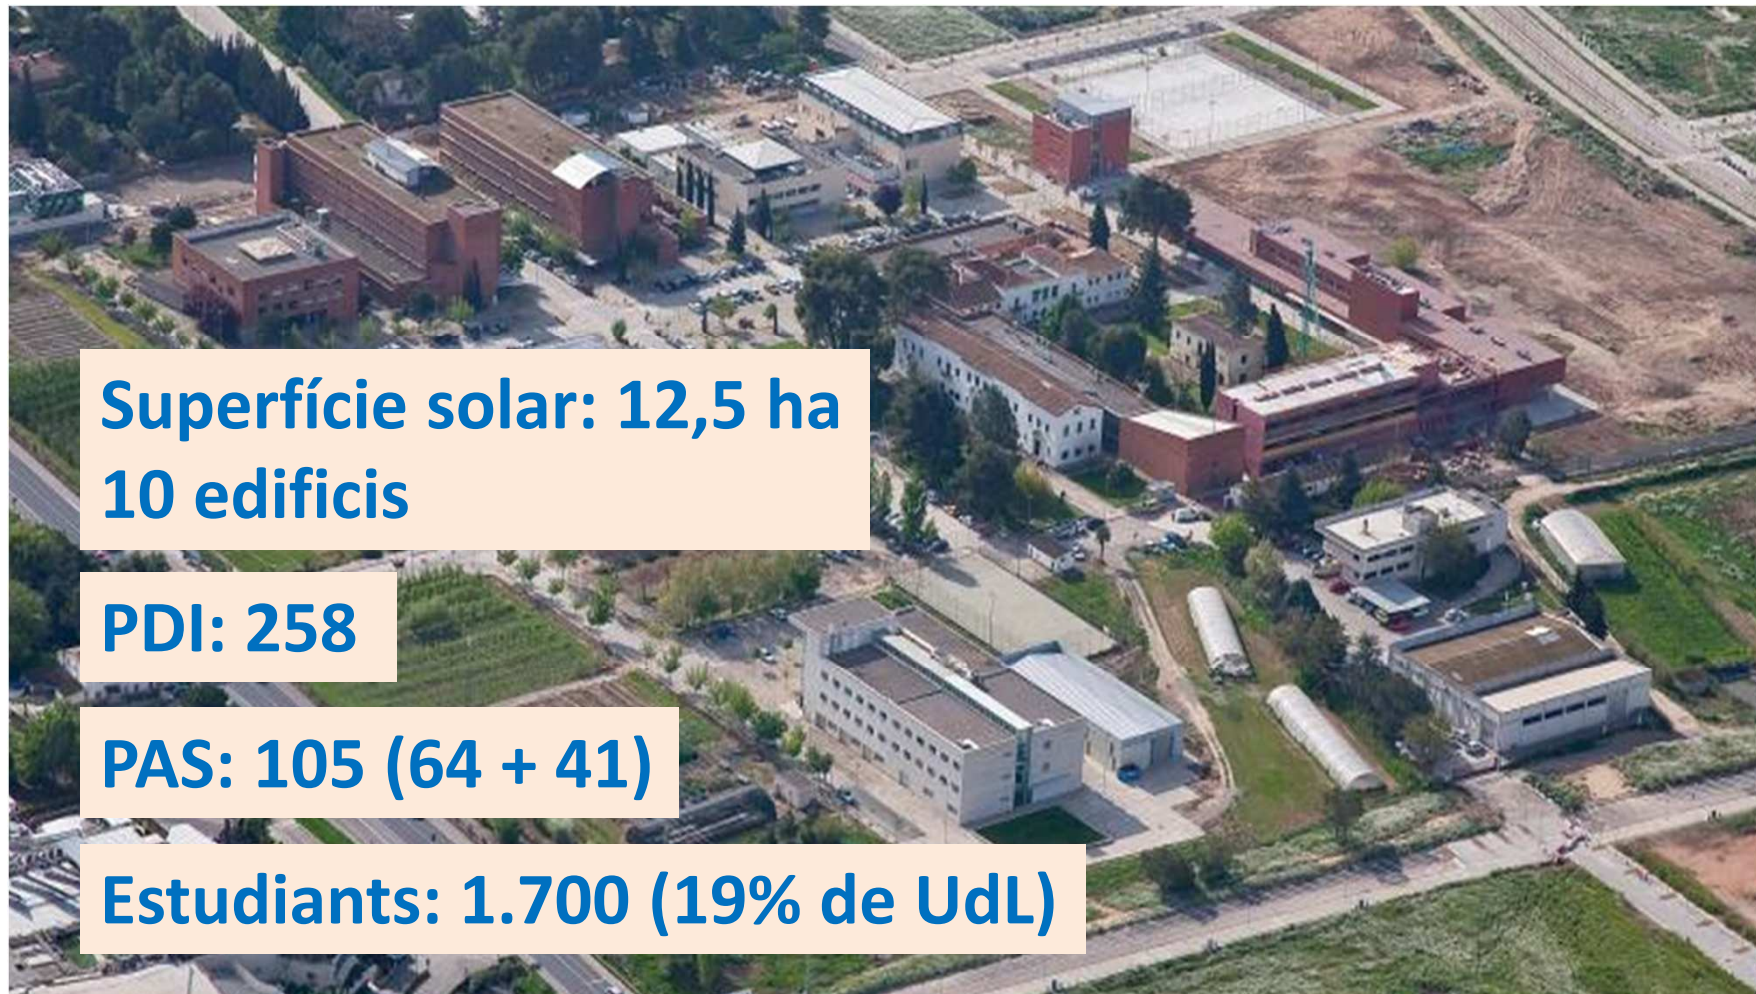 Superfície solar: 12,5 ha
10 edificis
PDI: 258
PAS: 105 (64 + 41)
Estudiants: 1.700 (19% de UdL)